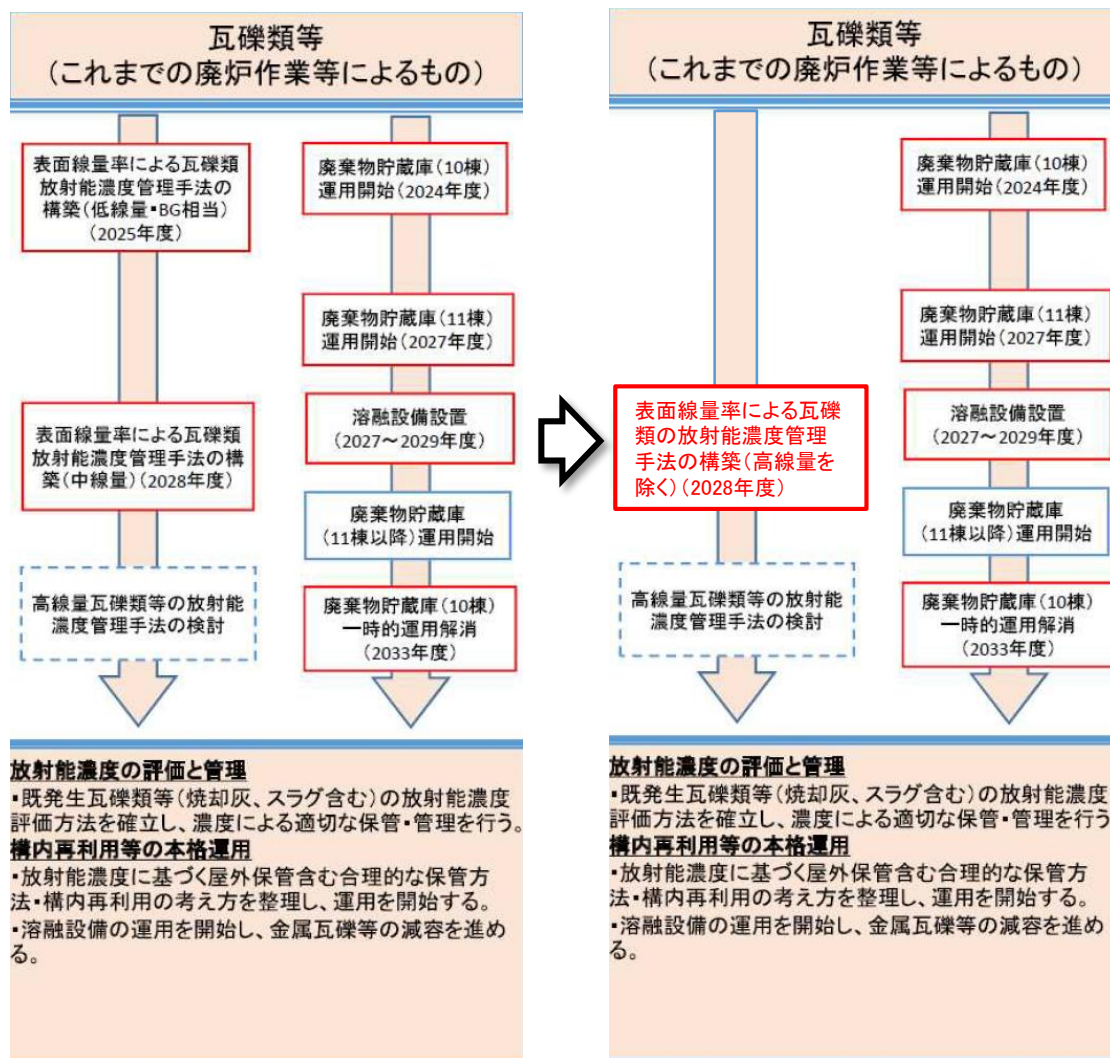 瓦礫類等
(これまでの廃炉作業等によるもの)
表面線量率による瓦礫類
放射能濃度管理手法の
構築(低線量・BG相当)
(2025年度)
廃棄物貯蔵庫(10棟)
運用開始(2024年度)
廃棄物貯蔵庫(11棟)
運用開始(2027年度)
表面線量率による瓦礫類
放射能濃度管理手法の構
築(中線量)(2028年度)
溶融設備設置
(2027～2029年度)
廃棄物貯蔵庫
(11棟以降)運用開始
高線量瓦礫類等の放射能
濃度管理手法の検討
廃棄物貯蔵庫(10棟)
一時的運用解消
(2033年度)
放射能濃度の評価と管理
・既発生瓦礫類等(焼却灰、スラグ含む)の放射能濃度
評価方法を確立し、濃度による適切な保管・管理を行う。
構内再利用等の本格運用
・放射能濃度に基づく屋外保管含む合理的な保管方
法・構内再利用の考え方を整理し、運用を開始する。
・溶融設備の運用を開始し、金属瓦礫等の減容を進め
る。
瓦礫類等
(これまでの廃炉作業等によるもの)
廃棄物貯蔵庫(10棟)
運用開始(2024年度)
廃棄物貯蔵庫(11棟)
運用開始(2027年度)
表面線量率による瓦礫
類の放射能濃度管理
手法の構築(高線量を
除く)(2028年度)
溶融設備設置
(2027～2029年度)
廃棄物貯蔵庫
(11棟以降)運用開始
高線量瓦礫類等の放射能
濃度管理手法の検討
廃棄物貯蔵庫(10棟)
一時的運用解消
(2033年度)
放射能濃度の評価と管理
・既発生瓦礫類等(焼却灰、スラグ含む)の放射能濃度
評価方法を確立し、濃度による適切な保管・管理を行う
構内再利用等の本格運用
・放射能濃度に基づく屋外保管含む合理的な保管方
法・構内再利用の考え方を整理し、運用を開始する。
・溶融設備の運用を開始し、金属瓦礫等の減容を進め
る。